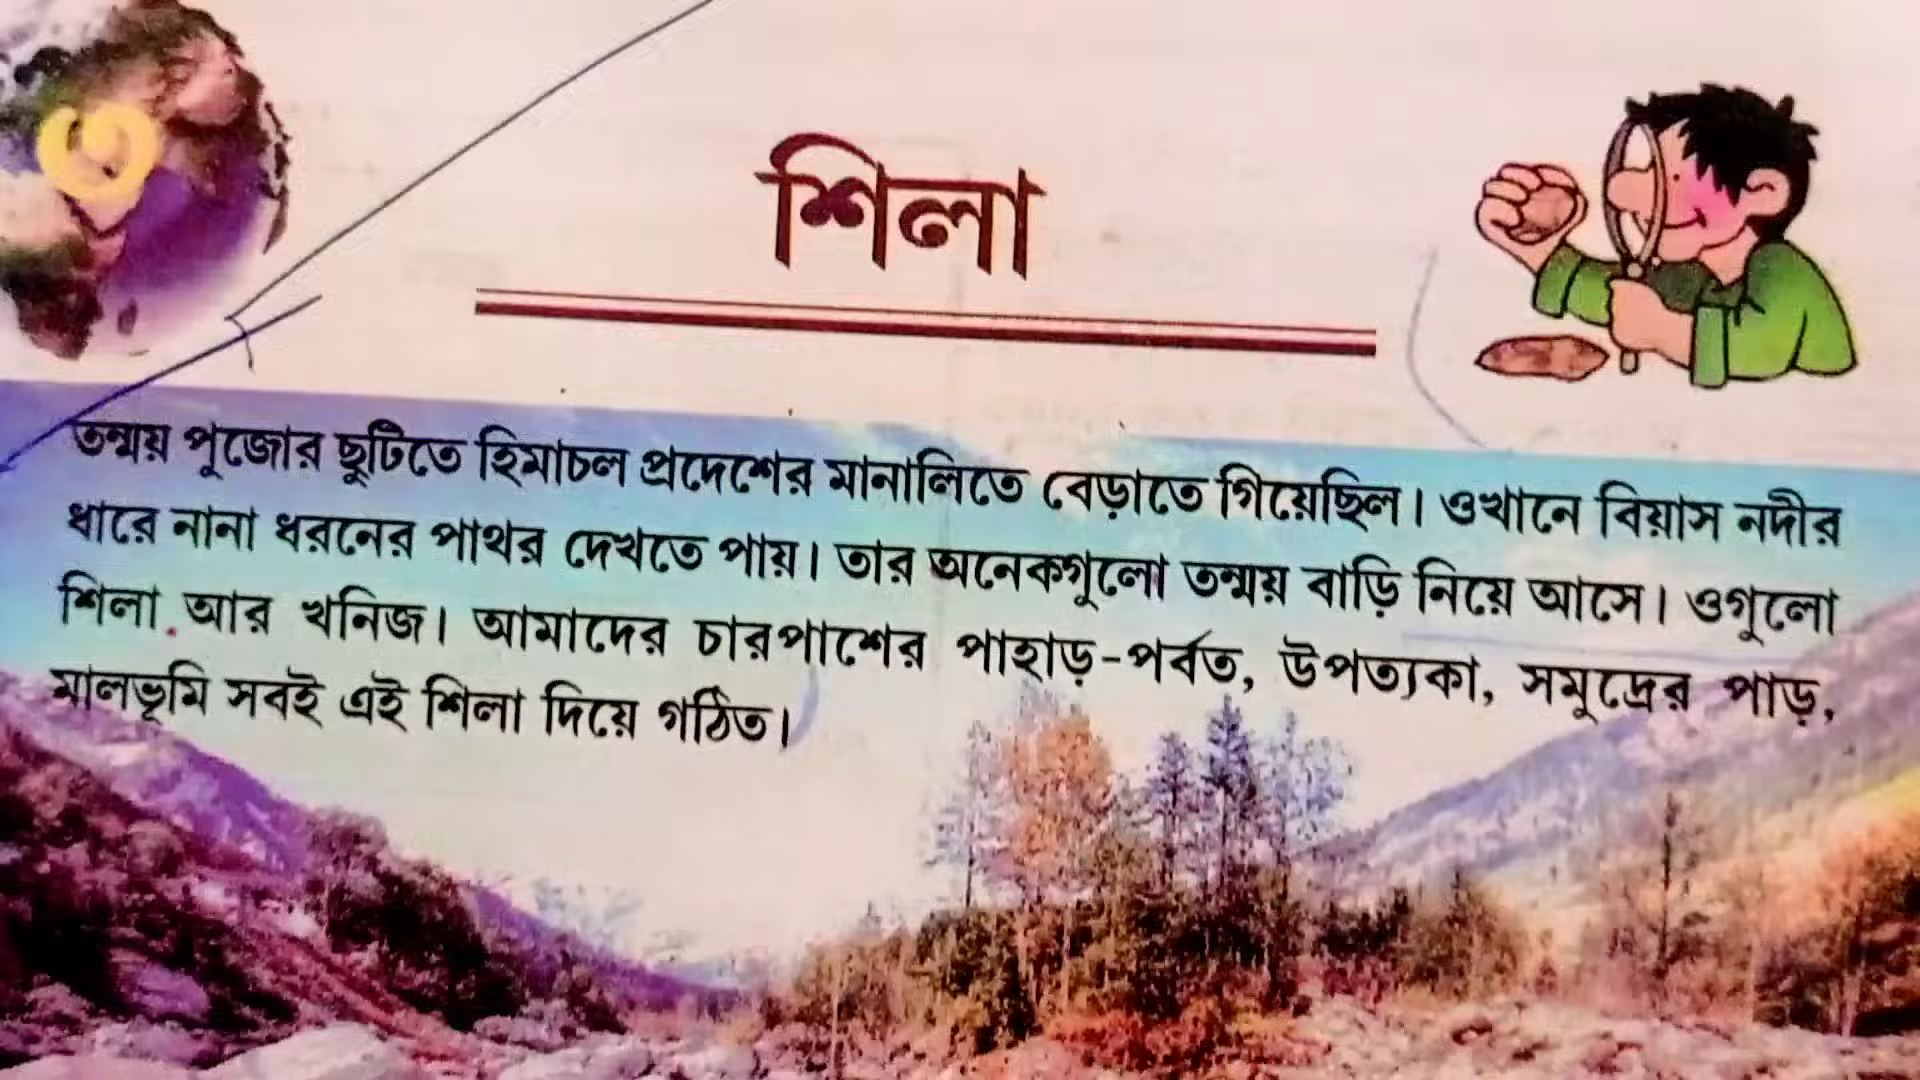 ৩
শিলা
তন্ময় পুজোর ছুটিতে হিমাচল প্রদেশের মানালিতে বেড়াতে গিয়েছিল। ওখানে বিয়াস নদীর
ধারে নানা ধরনের পাথর দেখতে পায়। তার অনেকগুলো তন্ময় বাড়ি নিয়ে আসে। ওগুলো
শিলা আর খনিজ। আমাদের চারপাশের পাহাড়-পর্বত, উপত্যকা, সমুদ্রের পাড়,
মালভূমি সবই এই শিলা দিয়ে গঠিত।